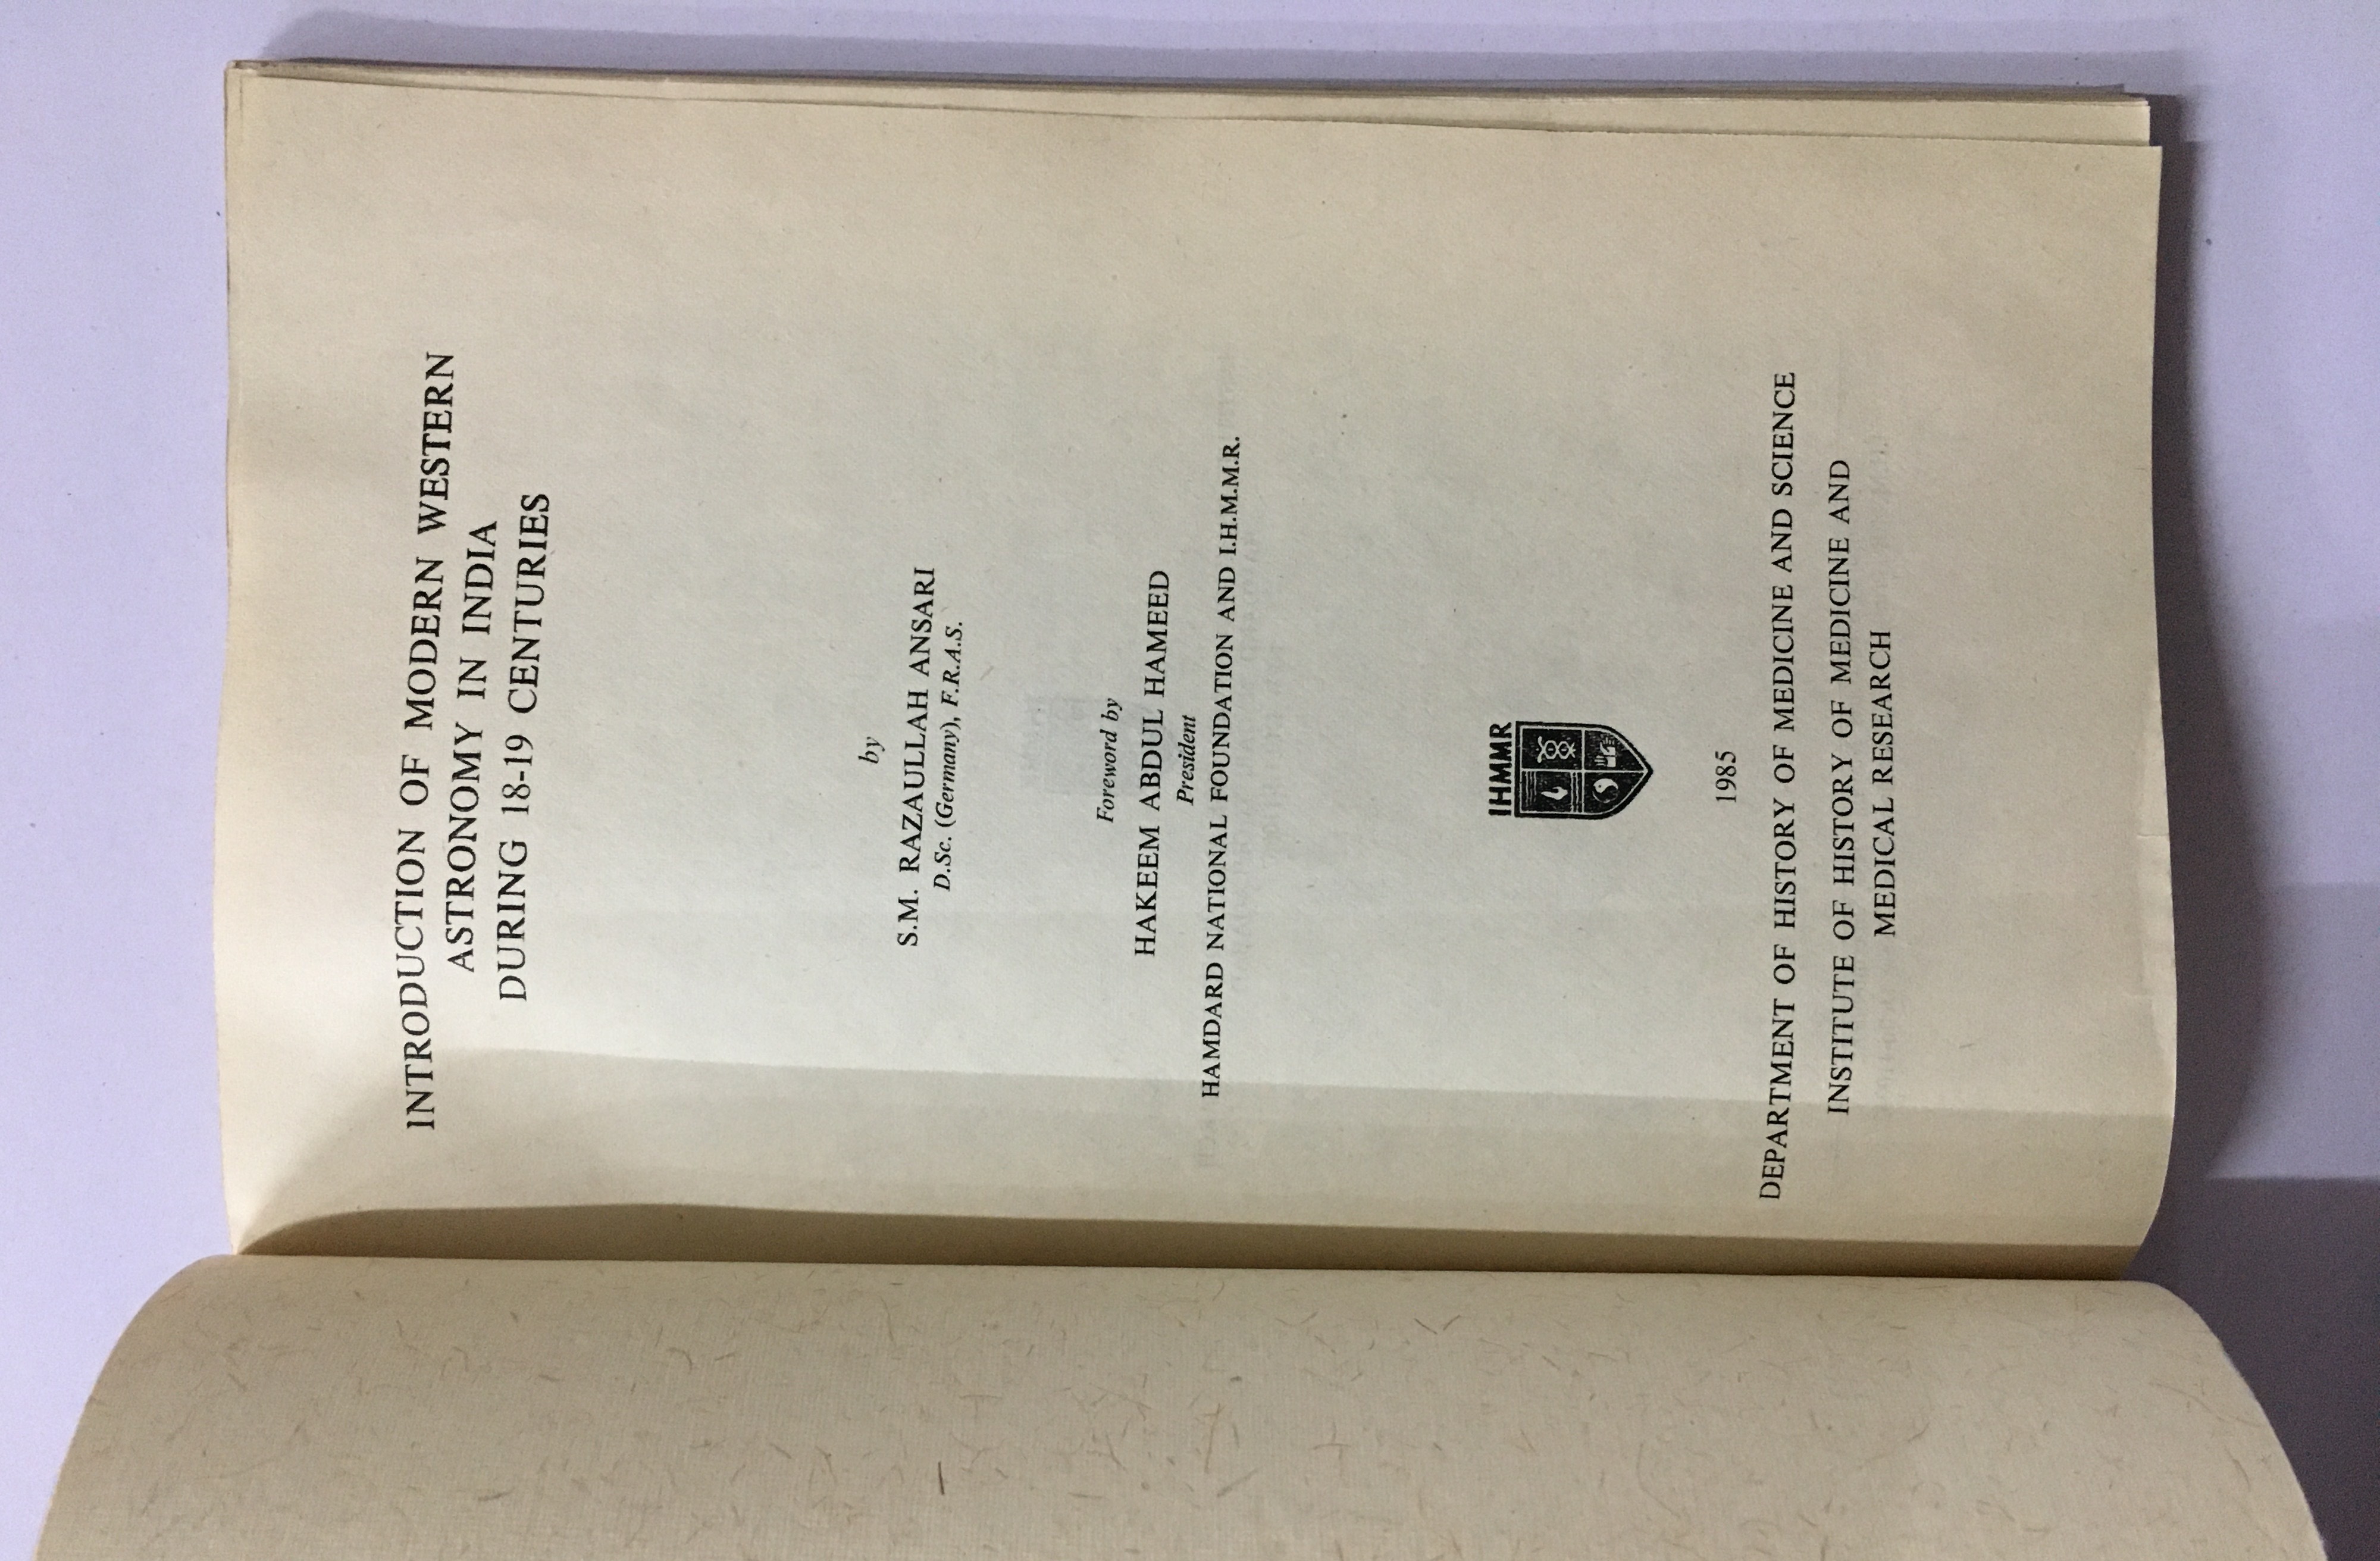 INTRODUCTION OF MODERN WESTERN
ASTRONOMY IN INDIA
DURING 18-19 CENTURIES
by
S.M. RAZAULLAH ANSARI
D.Sc. (Germany), F.R.A.S.
Foreword by
HAKEEM ABDUL HAMEED
President
HAMDARD NATIONAL FOUNDATION AND I.H.M.M.R.
IHMMR
1985
DEPARTMENT OF HISTORY OF MEDICINE AND SCIENCE
INSTITUTE OF HISTORY OF MEDICINE AND
MEDICAL RESEARCH